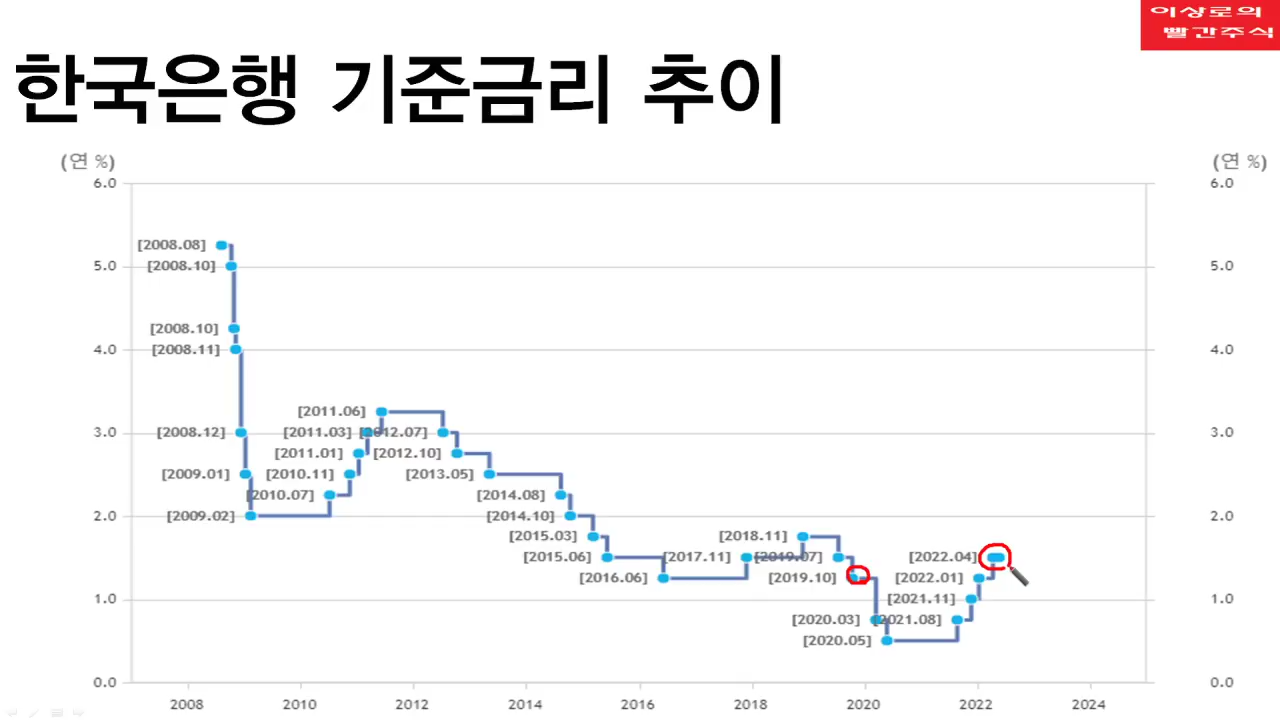 이상로의
빨간주식
한국은행 기준금리 추이
(연 %) (연 %)
6.0 6.0
[2008.08]
5.0 [2008.10] 5.0
[2008.10]
4.0 [2008.11] 4.0
[2011.06]
3.0 [2008.12] [2011.03] [2012.07] 3.0
[2011.01] [2012.10]
[2009.01] [2010.11] [2013.05]
[2010.07] [2014.08]
2.0 [2009.02] [2014.10] 2.0
[2015.03] [2018.11]
[2015.06] [2017.11] [2019.07] [2022.04]
[2016.06] [2019.10] [2022.01]
1.0 [2021.11] 1.0
[2020.03] [2021.08]
[2020.05]
0.0 0.0
2008 2010 2012 2014 2016 2018 2020 2022 2024